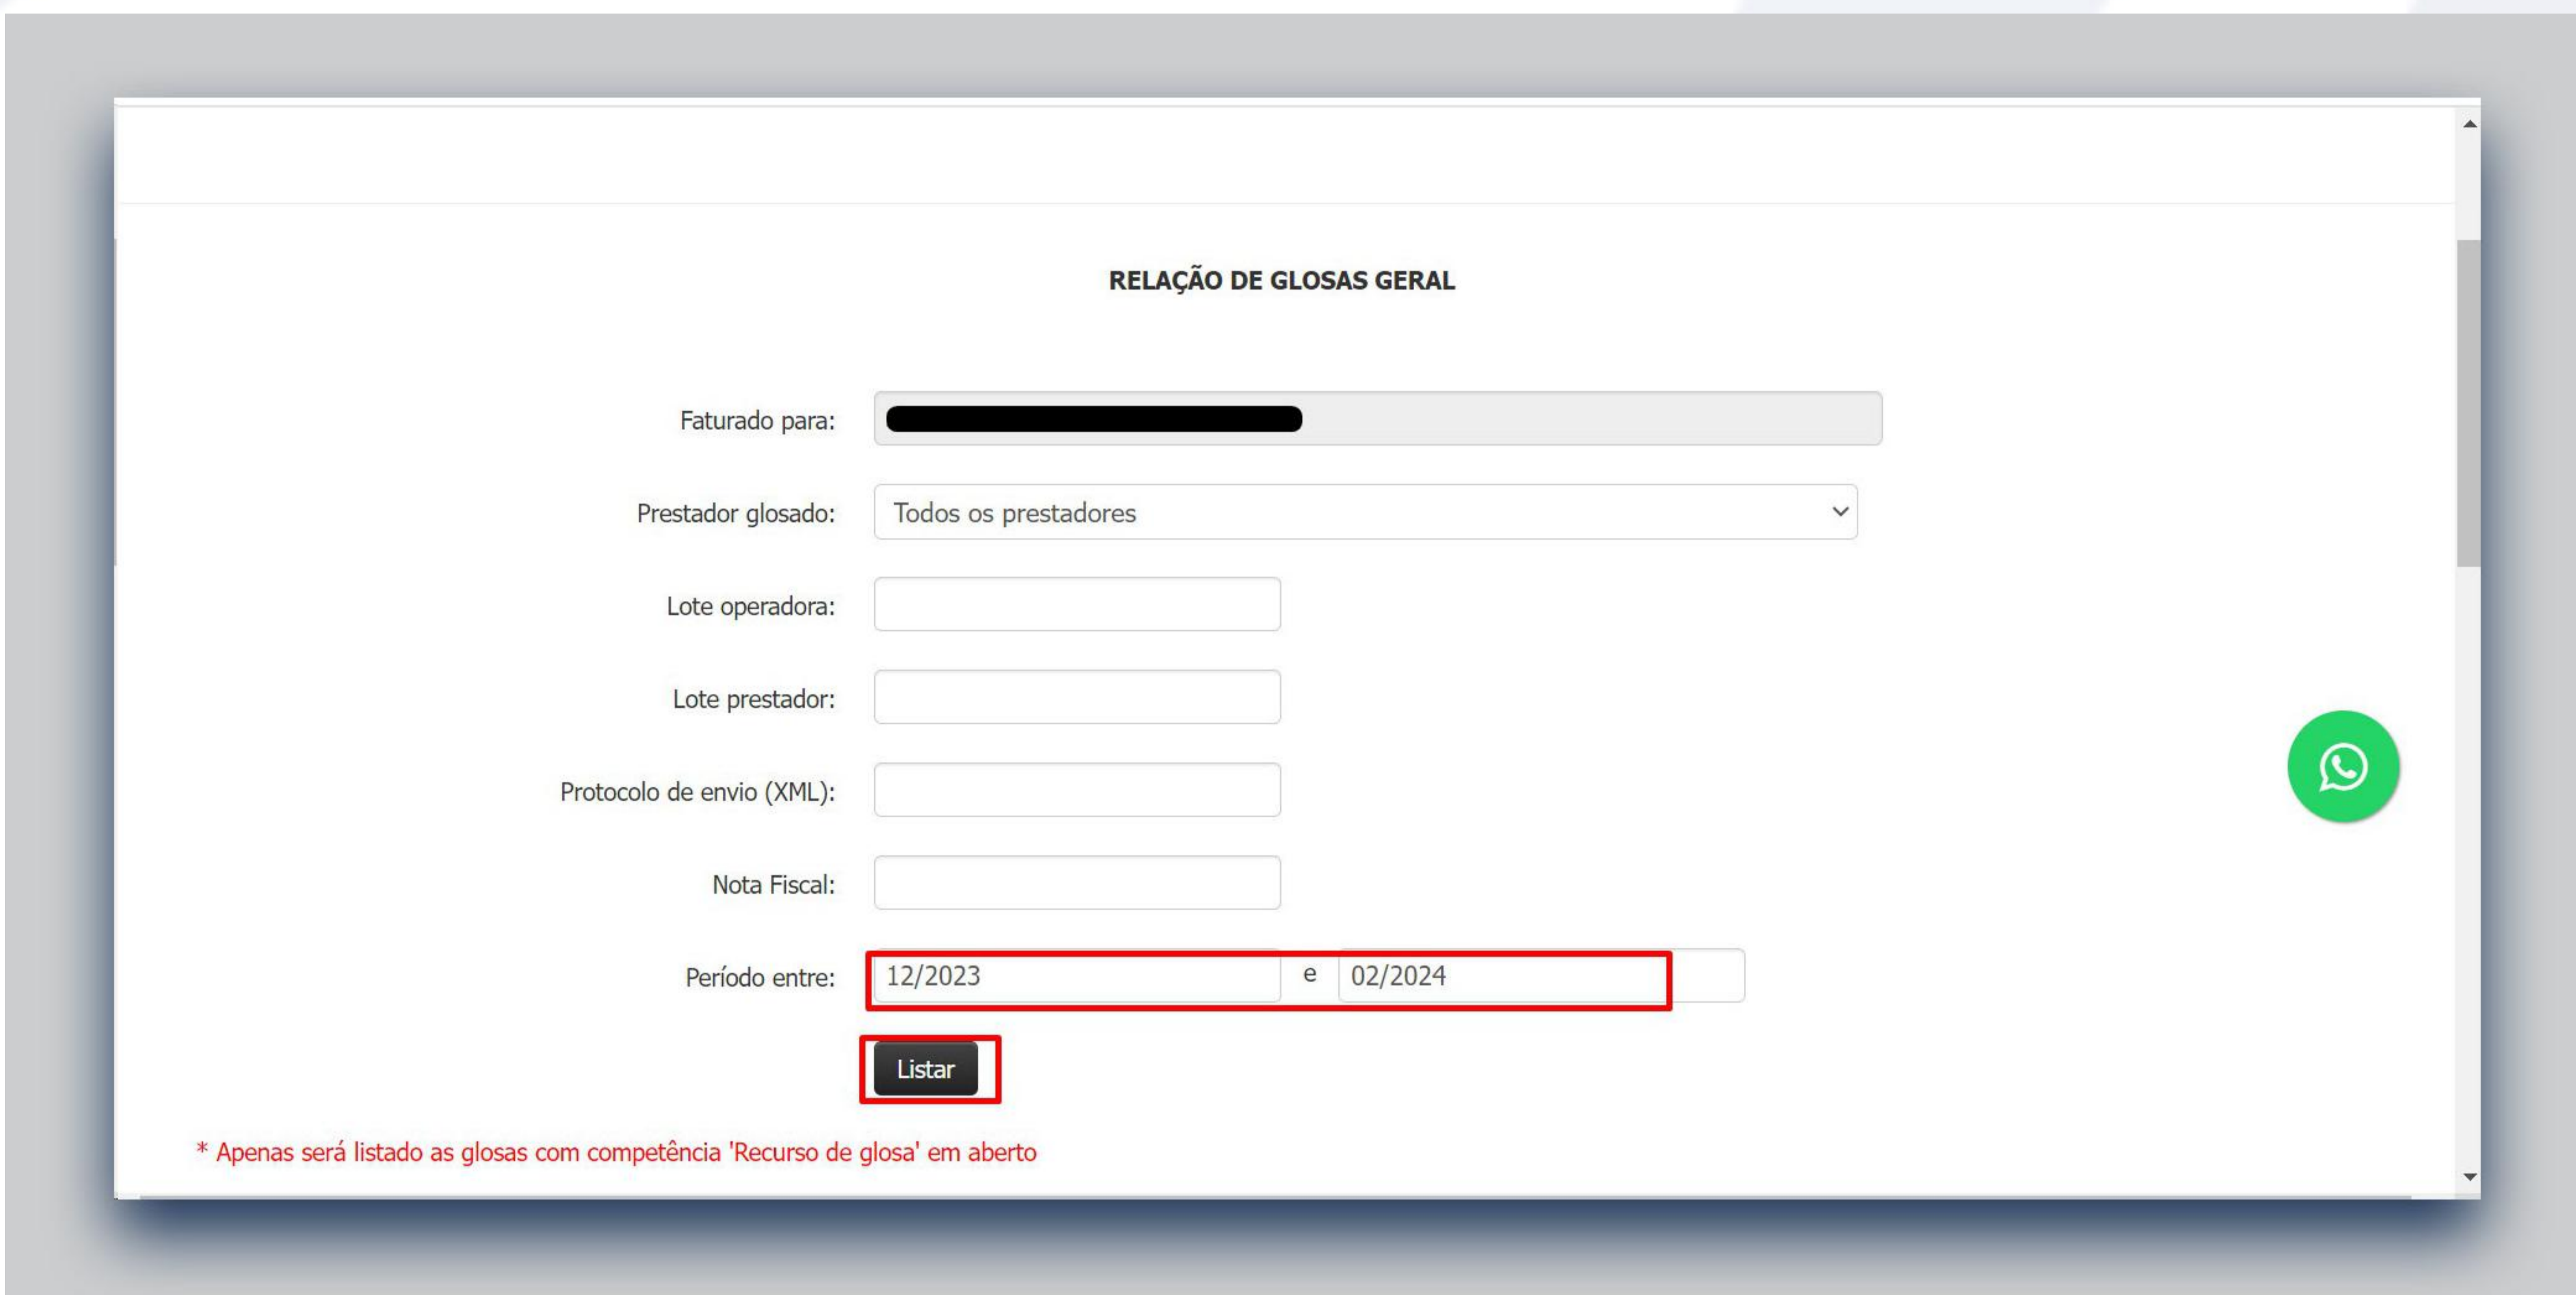 RELAÇÃO DE GLOSAS GERAL
Faturado para:
Prestador glosado: Todos os prestadores
Lote operadora:
Lote prestador:
Protocolo de envio (XML):
Nota Fiscal:
Período entre: 12/2023 e 02/2024
Listar
* Apenas será listado as glosas com competência 'Recurso de glosa' em aberto